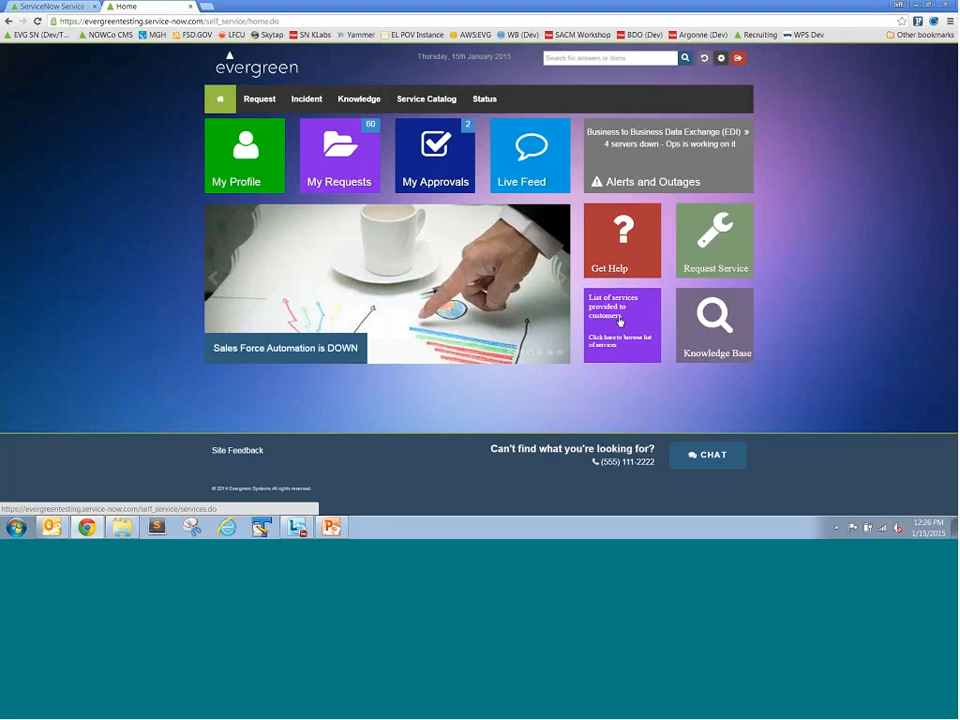 ServiceNow Service
Home
https://evergreentesting.service-now.com/self_service/home.do
EVG SN (Dev/T... NOWCo CMS MGH FSD.GOV LFCU Skytap SN KLabs Yammer EL POV Instance AWS:EVG WB (Dev) SACM Workshop BDO (Dev) Argonne (Dev) Recruiting WPS Dev Other bookmarks
evergreen
Thursday, 15th January 2015
Search for answers or items
Request Incident Knowledge Service Catalog Status
60
2
My Profile
My Requests
My Approvals
Live Feed
Business to Business Data Exchange (EDI) »
4 servers down - Ops is working on it
Alerts and Outages
Get Help
Request Service
Sales Force Automation is DOWN
List of services
provided to
customers
Click here to browse list
of services
Knowledge Base
Site Feedback
Can't find what you're looking for?
(555) 111-2222
CHAT
© 2014 Evergreen Systems All rights reserved.
https://evergreentesting.service-now.com/self_service/services.do
12:26 PM
1/15/2015